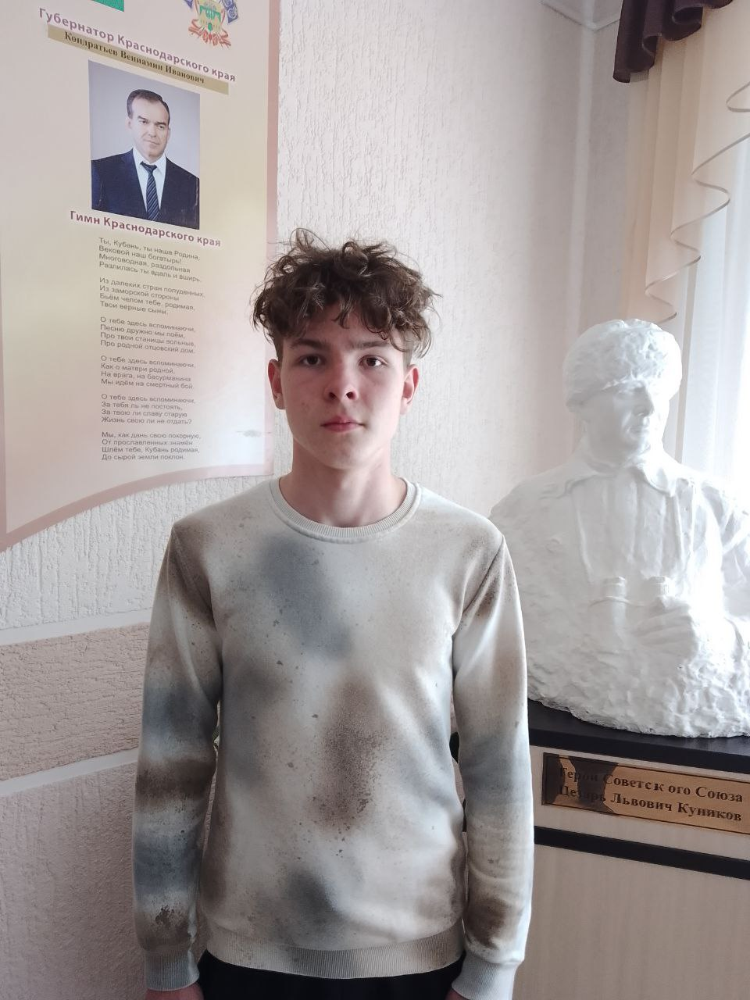 Губернатор Краснодарского края
Кондратьев Вениамин Иванович
Гимн Краснодарского края
Ты, Кубань, ты наша Родина,
Вековой наш богатырь!
Многоводная, раздольная
Разлилась ты вдаль и вширь.
Из далеких стран полуденных,
Из заморской стороны
Бьём челом тебе, родимая,
Твои верные сыны.
О тебе здесь вспоминаючи,
Песню дружно мы поём,
Про твои станицы вольные,
Про родной отцовский дом.
О тебе здесь вспоминаючи,
Как о матери родной,
На врага, на басурманина
Мы идём на смертный бой.
О тебе здесь вспоминаючи,
За тебя ль не постоять,
За твою ли славу старую
Жизнь свою ли не отдать?
Мы, как дань свою покорную,
От прославленных знамён
Шлём тебе, Кубань родимая,
До сырой земли поклон.
Герой Советск ого Союза
Цезарь Львович Куников